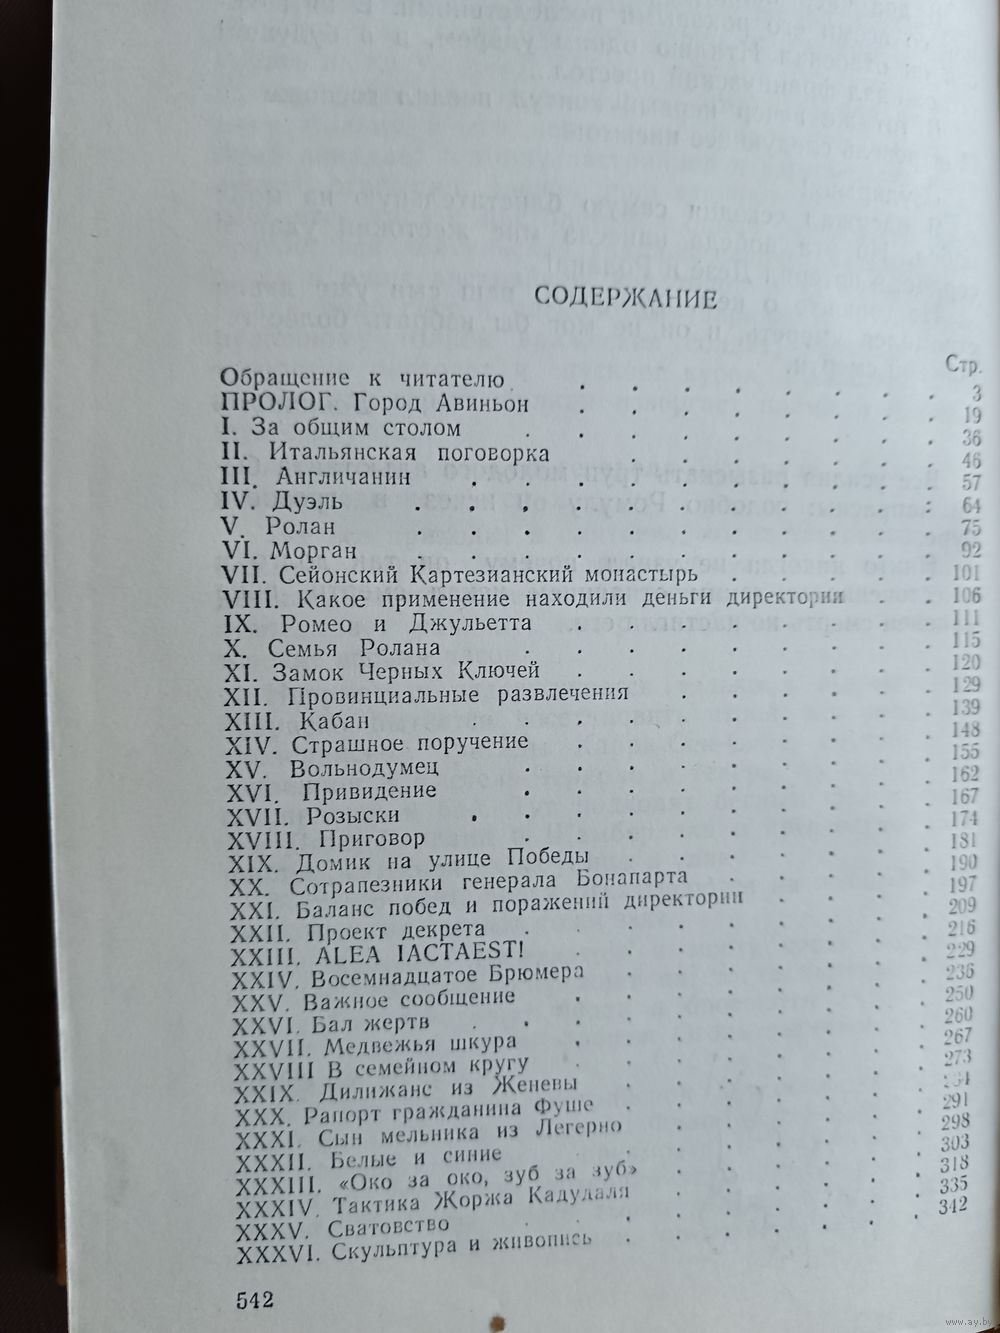 СОДЕРЖАНИЕ
Стр.
Обращение к читателю . . . . . . . . 3
ПРОЛОГ. Город Авиньон . . . . . . . . 19
I. За общим столом . . . . . . . . 36
II. Итальянская поговорка . . . . . . . 46
III. Англичанин . . . . . . . . . 57
IV. Дуэль . . . . . . . . . . 64
V. Ролан . . . . . . . . . . 75
VI. Морган . . . . . . . . . 92
VII. Сейонский Картезианский монастырь . . . . . 101
VIII. Какое применение находили деньги директории . . 106
IX. Ромео и Джульетта . . . . . . . . 111
X. Семья Ролана . . . . . . . . 115
XI. Замок Черных Ключей . . . . . . . . 120
XII. Провинциальные развлечения . . . . . . 129
XIII. Кабан . . . . . . . . . 139
XIV. Страшное поручение . . . . . . . 148
XV. Вольнодумец . . . . . . . . 155
XVI. Привидение . . . . . . . . 162
XVII. Розыски . . . . . . . . . 167
XVIII. Приговор . . . . . . . . 174
XIX. Домик на улице Победы . . . . . . . 181
XX. Сотрапезники генерала Бонапарта . . . . . 190
XXI. Баланс побед и поражений директории . . . . 197
XXII. Проект декрета . . . . . . . . 209
XXIII. ALEA IACTAEST! . . . . . . . 216
XXIV. Восемнадцатое Брюмера . . . . . . 229
XXV. Важное сообщение . . . . . . . . 236
XXVI. Бал жертв . . . . . . . . . 250
XXVII. Медвежья шкура . . . . . . . . 260
XXVIII В семейном кругу . . . . . . . . 267
XXIX. Дилижанс из Женевы . . . . . . . 273
XXX. Рапорт гражданина Фуше . . . . . . .
XXXI. Сын мельника из Легерно . . . . . . 291
XXXII. Белые и синие . . . . . . . . 298
XXXIII. «Око за око, зуб за зуб» . . . . . . 303
XXXIV. Тактика Жоржа Кадудаля . . . . . . 318
XXXV. Сватовство . . . . . . . . 335
XXXVI. Скульптура и живопись . . . . . . . 342
542
www.ay.by